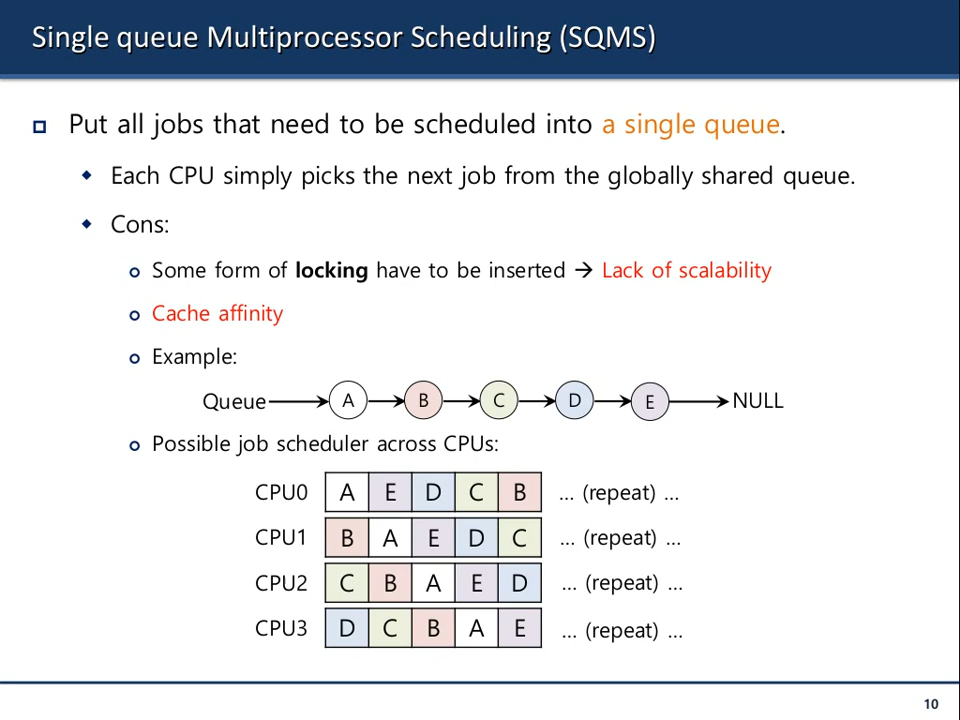 Single queue Multiprocessor Scheduling (SQMS)
Put all jobs that need to be scheduled into a single queue.
Each CPU simply picks the next job from the globally shared queue.
Cons:
Some form of locking have to be inserted → Lack of scalability
Cache affinity
Example:
Queue A B C D E NULL
Possible job scheduler across CPUs:
CPU0 A E D C B … (repeat) …
CPU1 B A E D C … (repeat) …
CPU2 C B A E D … (repeat) …
CPU3 D C B A E … (repeat) …
10